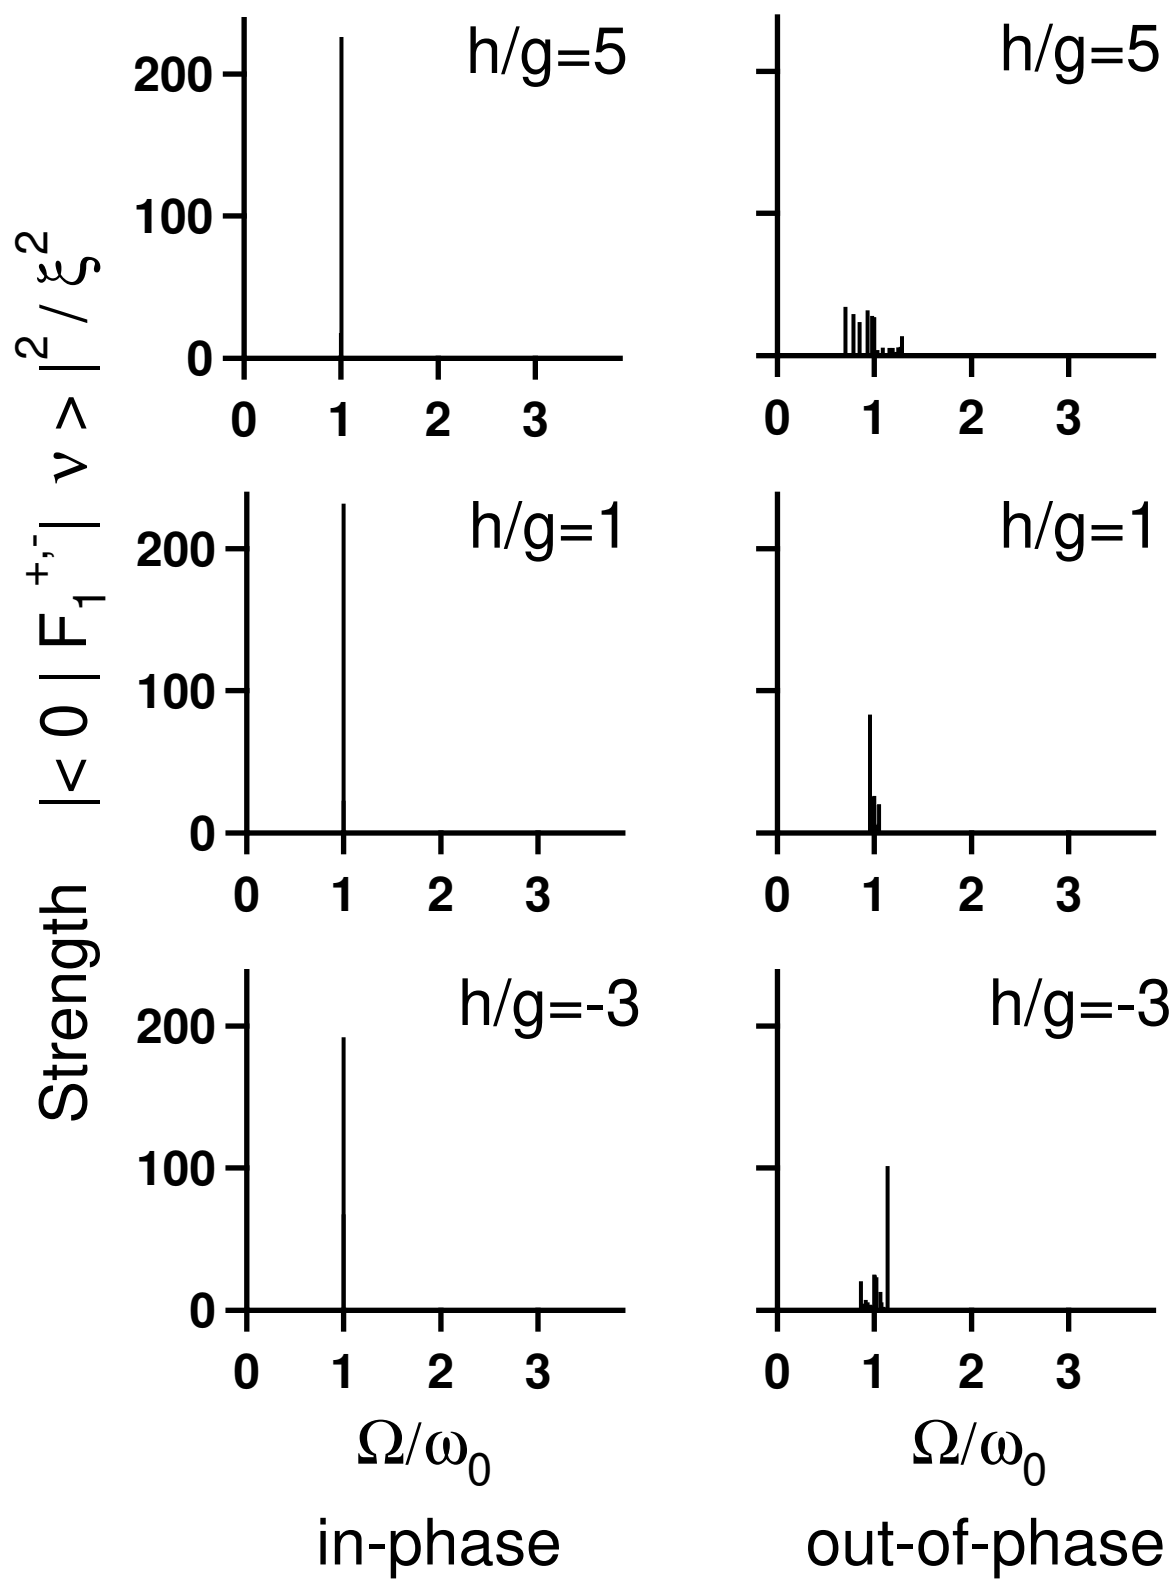 Strength |< 0 | F₁⁺,⁻| ν > |² / ξ²
h/g=5
200
100
0
0 1 2 3
h/g=5
0 1 2 3
h/g=1
200
100
0
0 1 2 3
h/g=1
0 1 2 3
h/g=-3
200
100
0
0 1 2 3
h/g=-3
0 1 2 3
Ω/ω₀
in-phase
Ω/ω₀
out-of-phase